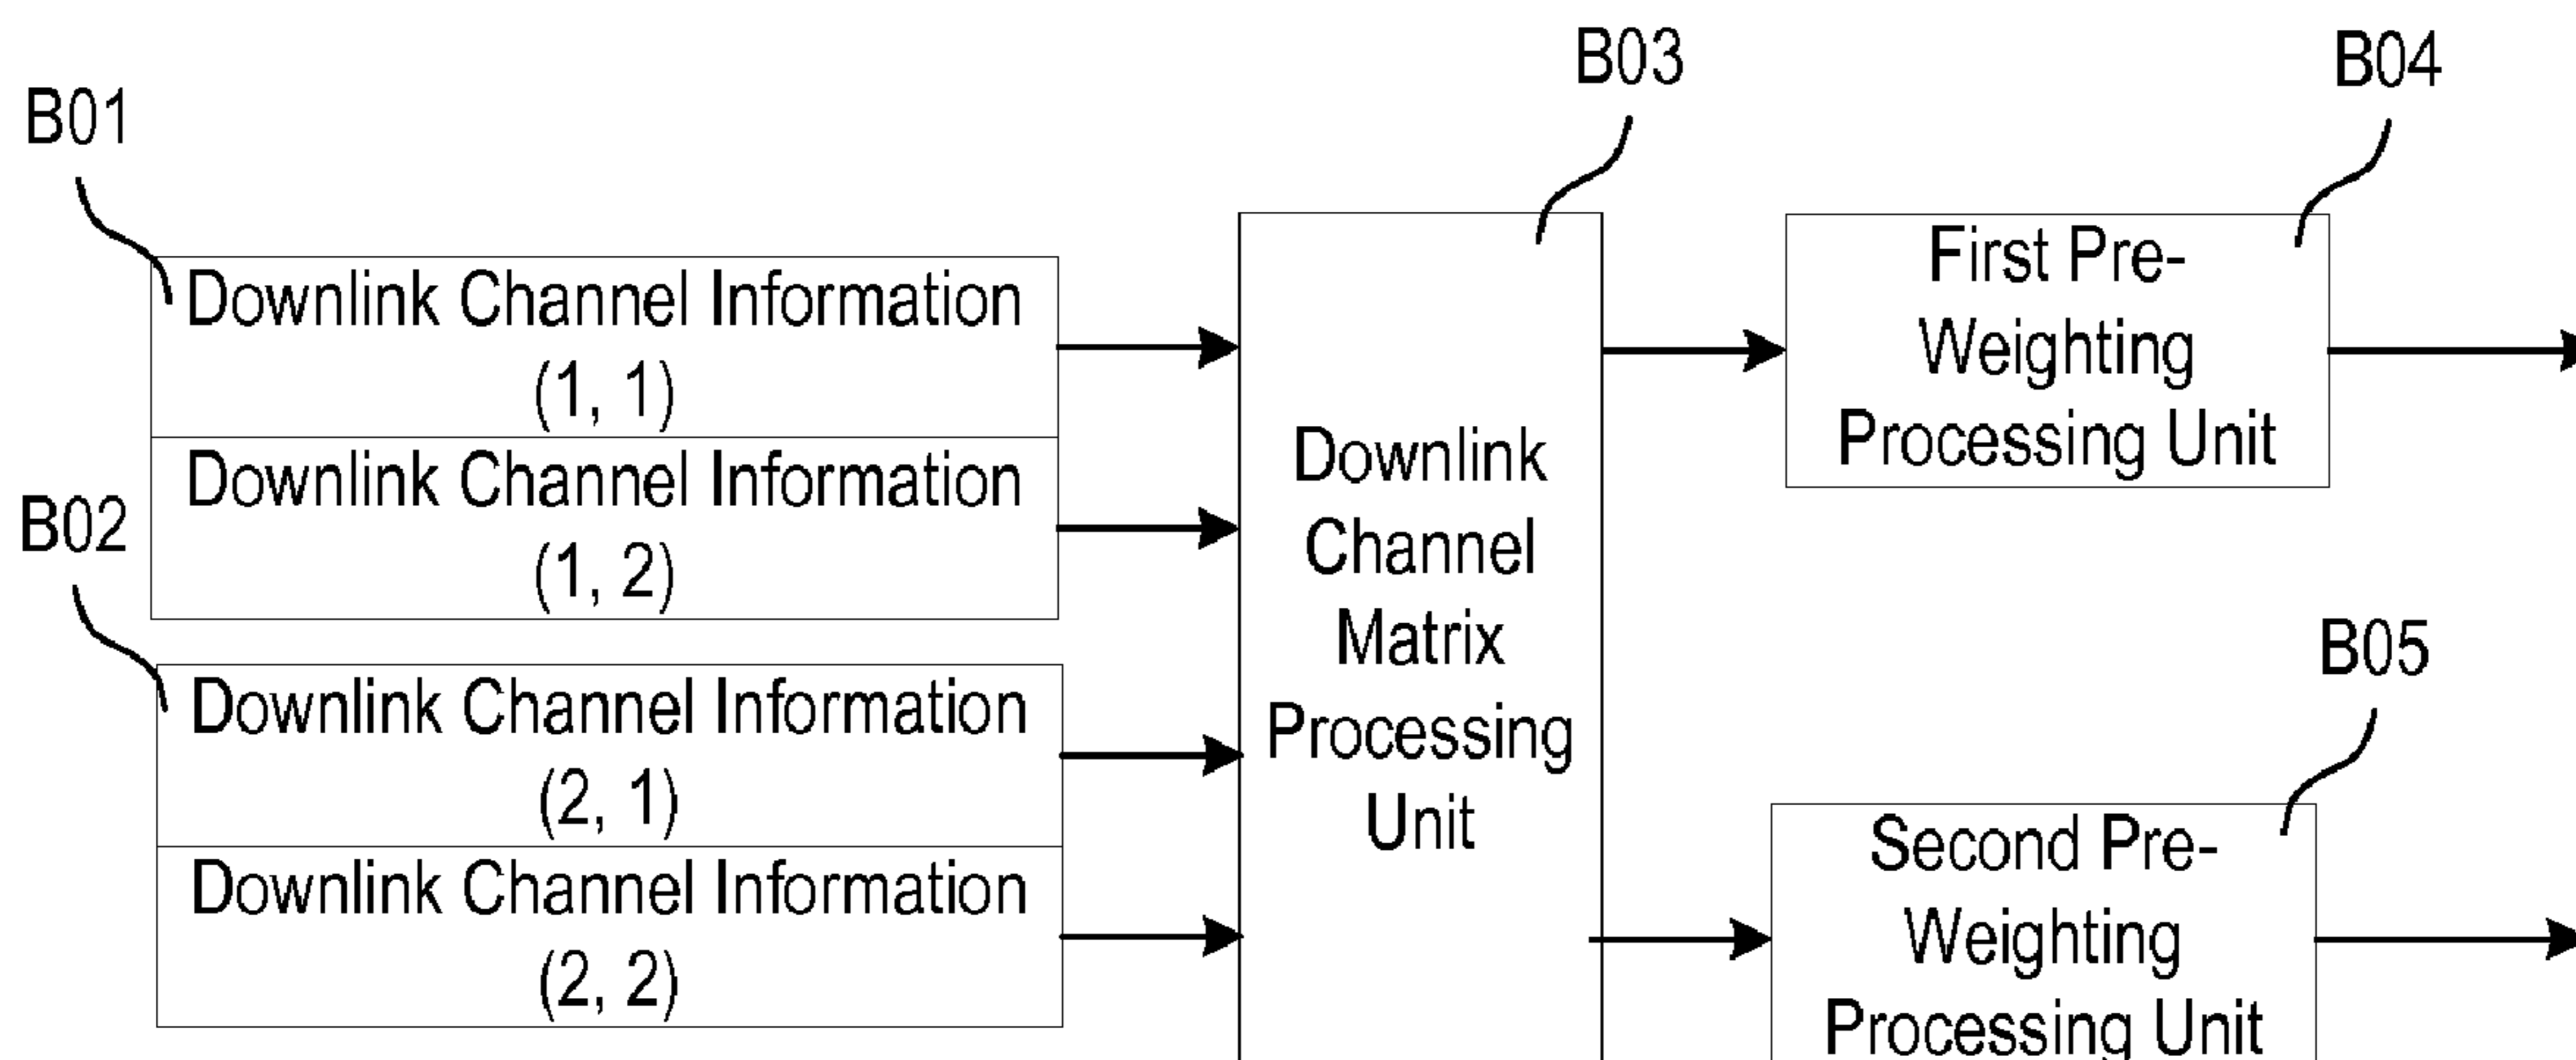 B03
B04
B01
Downlink Channel Information
(1, 1)
Downlink Channel Information
(1, 2)
B02
Downlink Channel Information
(2, 1)
Downlink Channel Information
(2, 2)
Downlink
Channel
Matrix
Processing
Unit
First Pre-
Weighting
Processing Unit
B05
Second Pre-
Weighting
Processing Unit